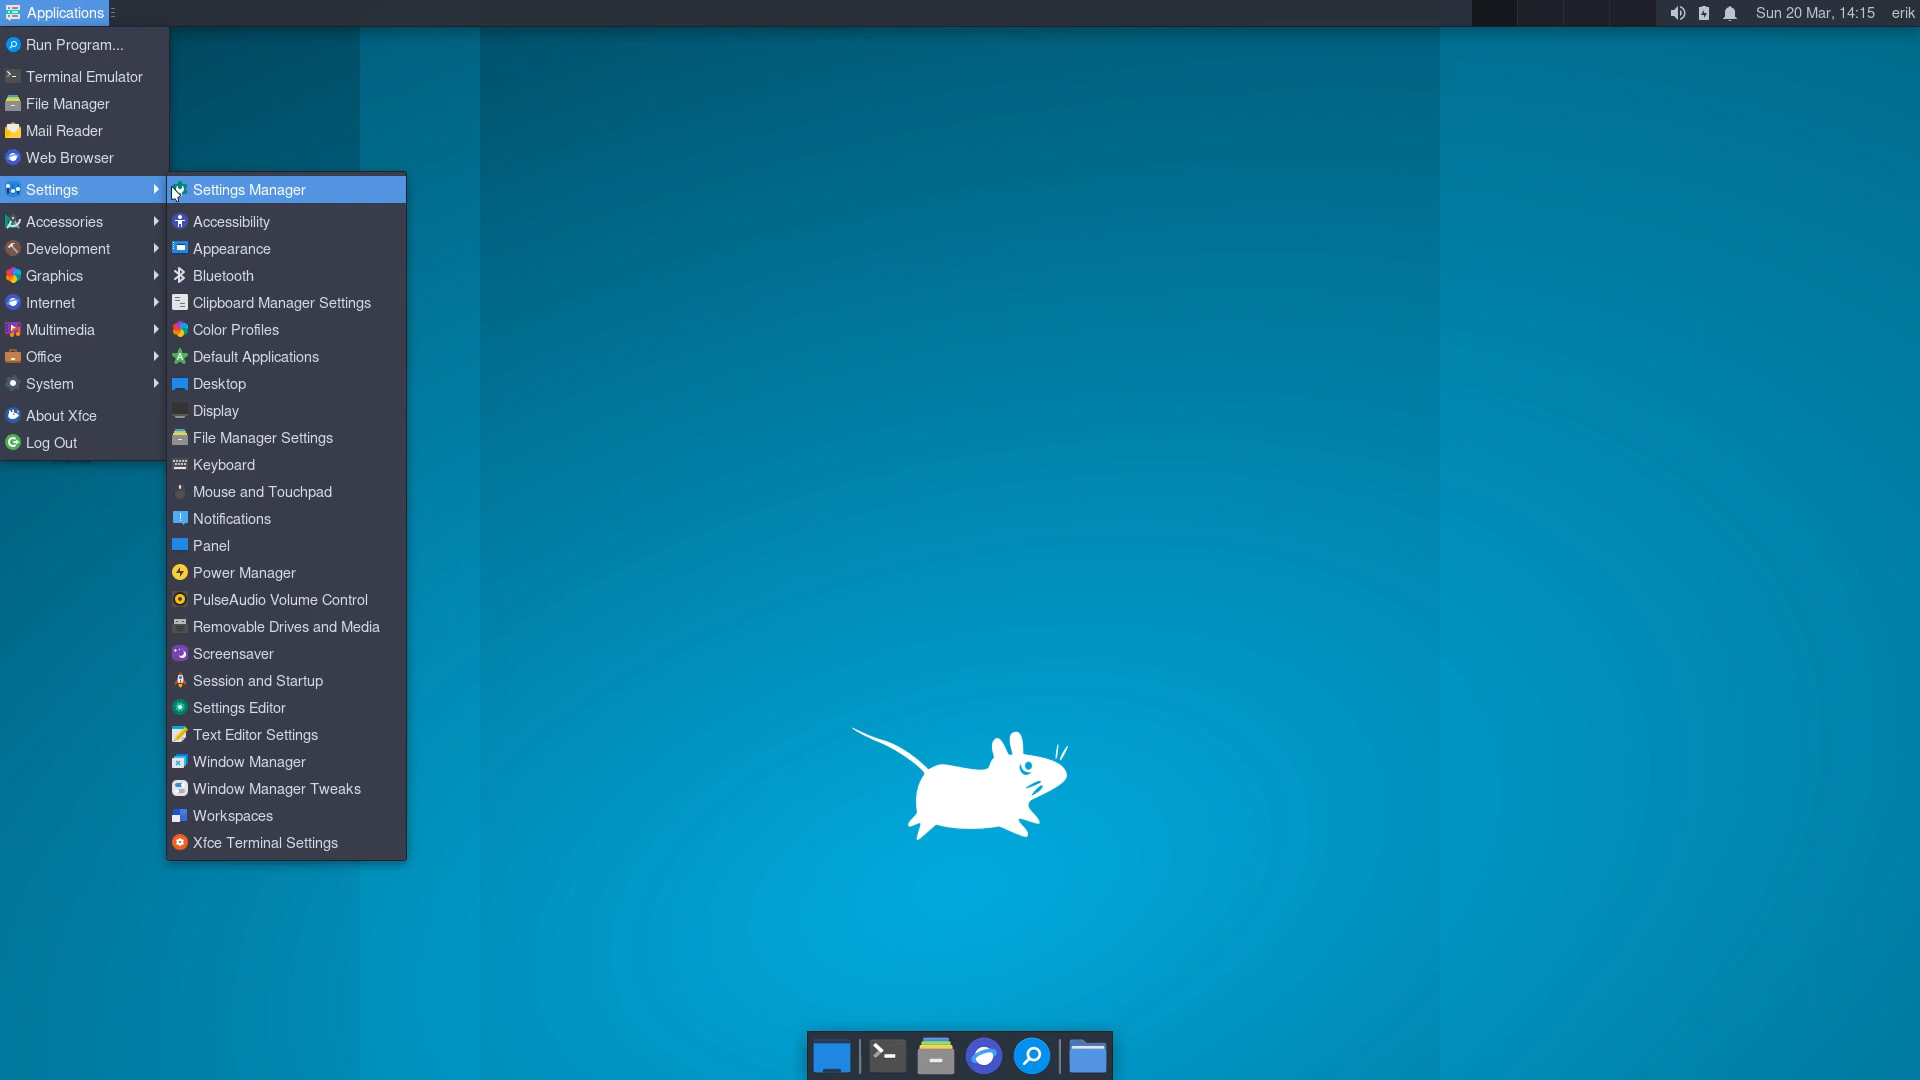 Applications
Sun 20 Mar, 14:15
erik
Run Program...
Terminal Emulator
File Manager
Mail Reader
Web Browser
Settings
Accessories
Development
Graphics
Internet
Multimedia
Office
System
About Xfce
Log Out
Settings Manager
Accessibility
Appearance
Bluetooth
Clipboard Manager Settings
Color Profiles
Default Applications
Desktop
Display
File Manager Settings
Keyboard
Mouse and Touchpad
Notifications
Panel
Power Manager
PulseAudio Volume Control
Removable Drives and Media
Screensaver
Session and Startup
Settings Editor
Text Editor Settings
Window Manager
Window Manager Tweaks
Workspaces
Xfce Terminal Settings